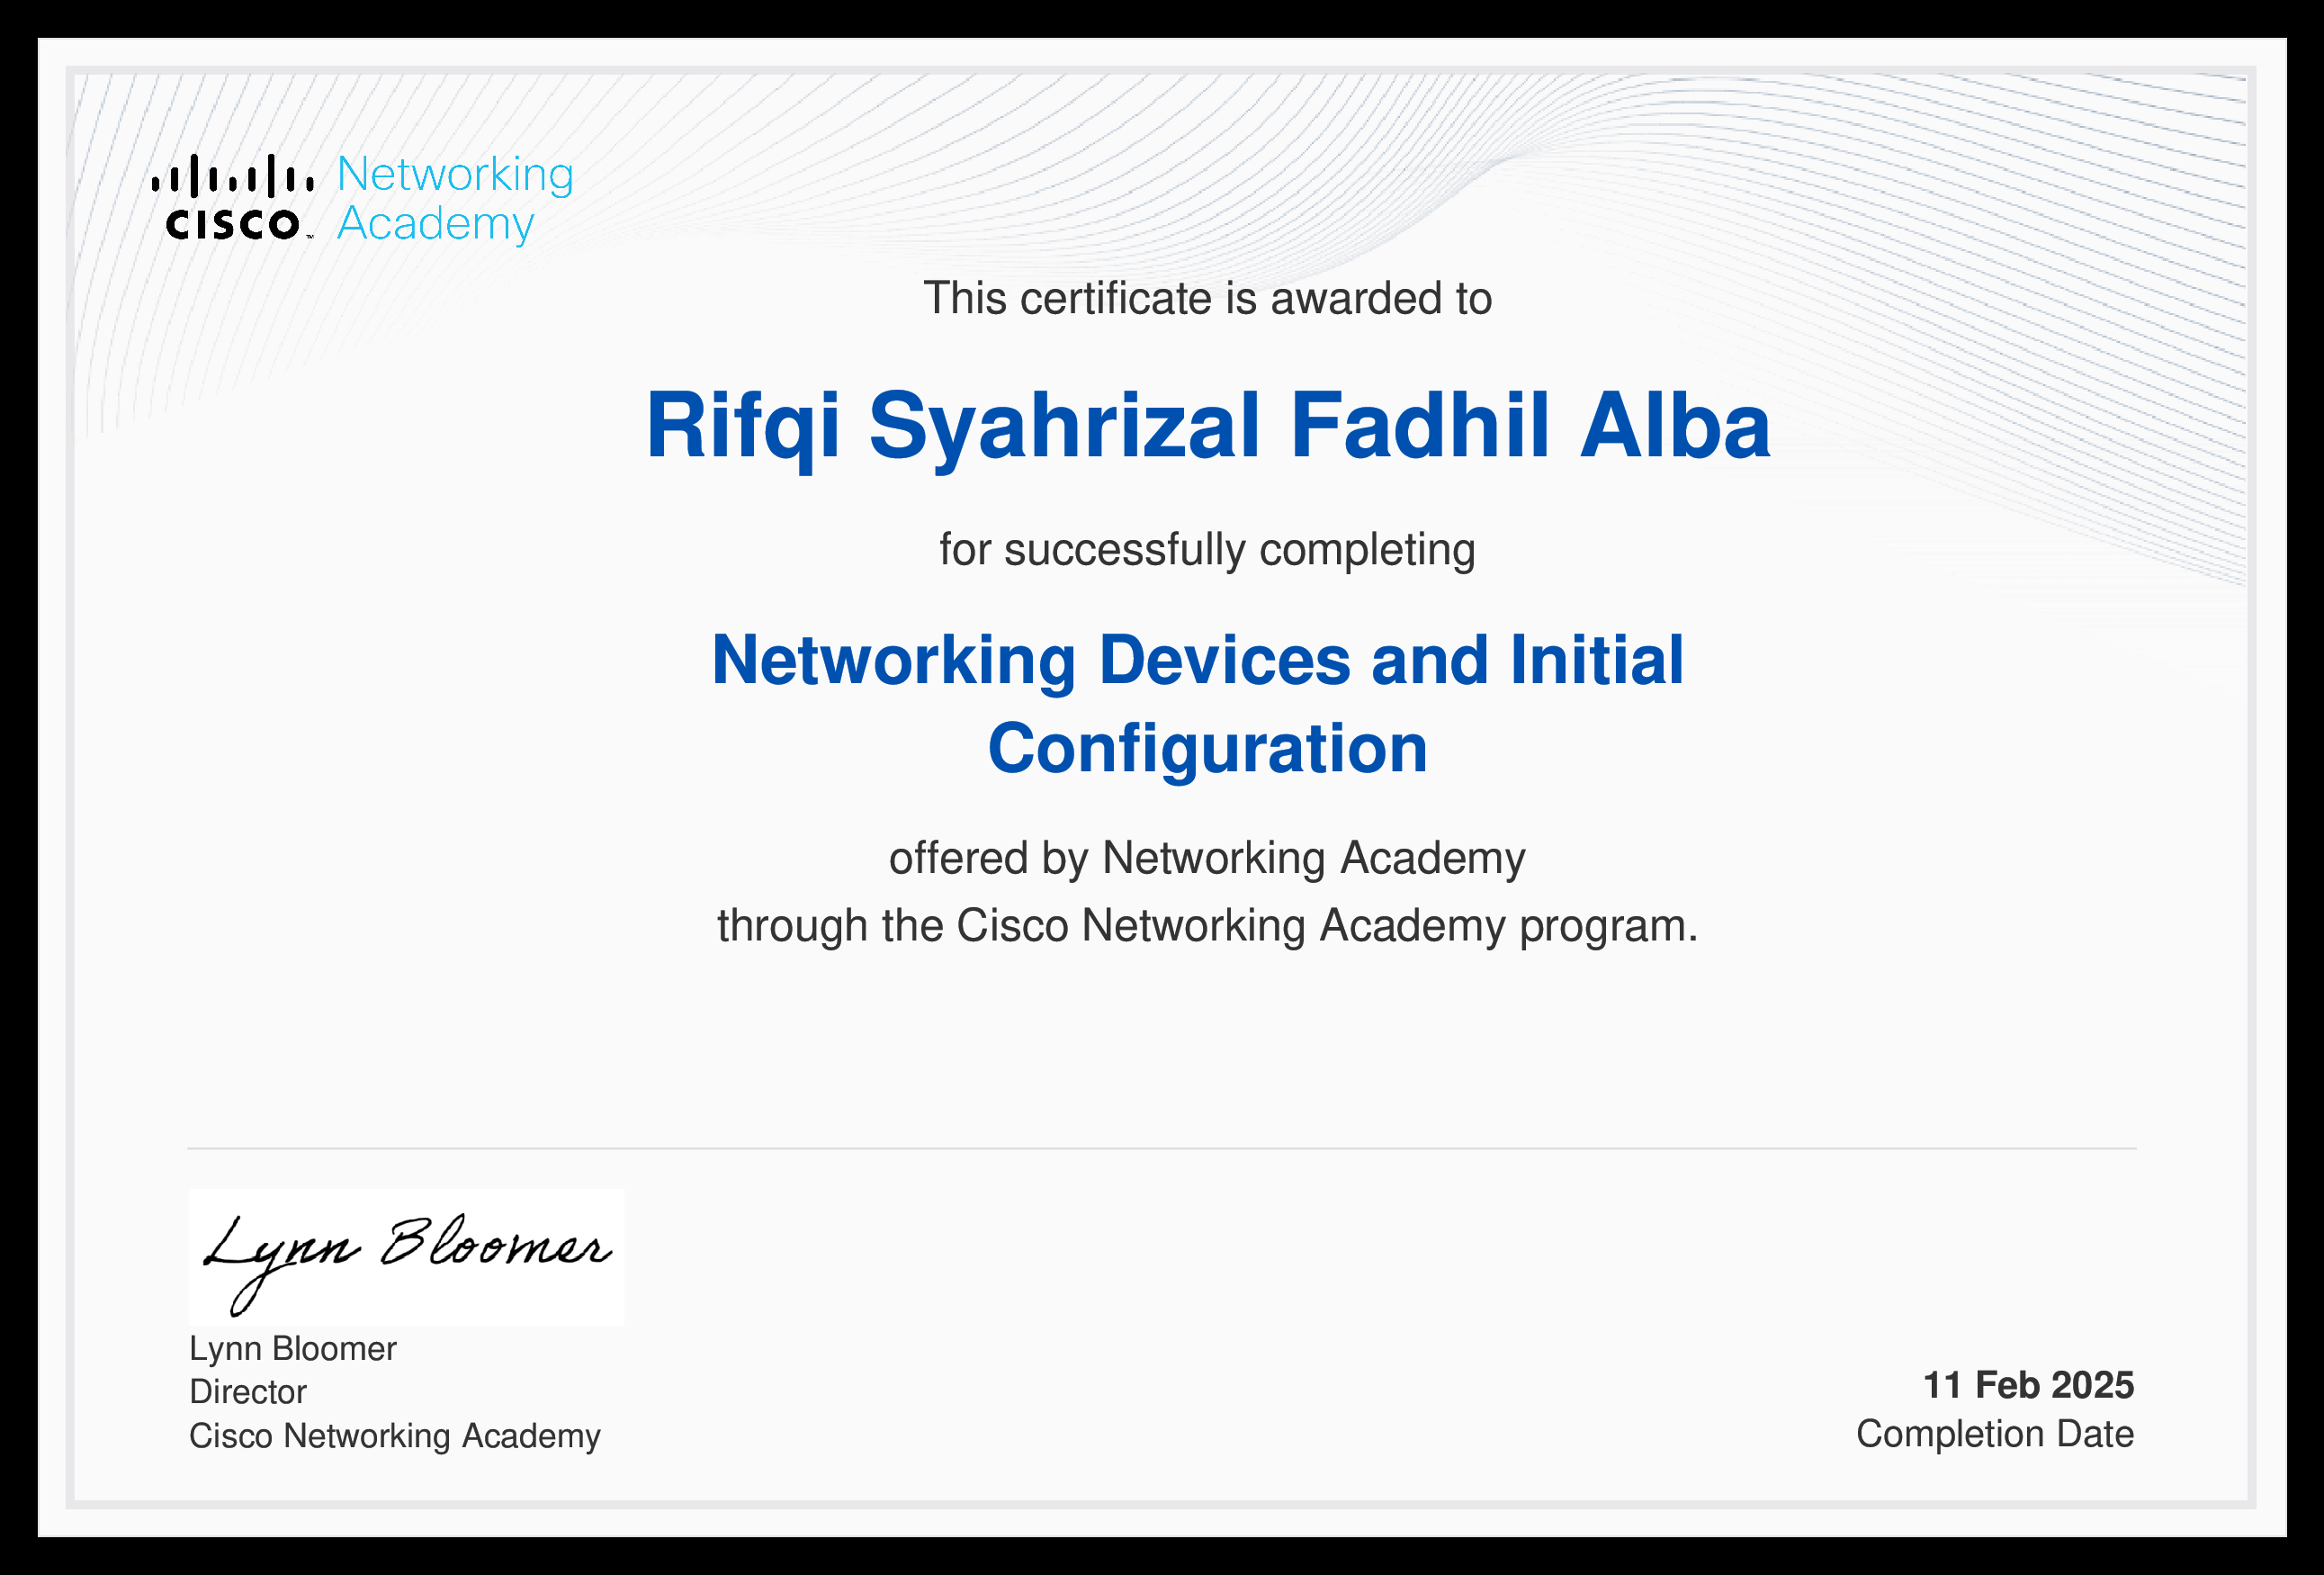 Networking
CISCO™ Academy
This certificate is awarded to
Rifqi Syahrizal Fadhil Alba
for successfully completing
Networking Devices and Initial
Configuration
offered by Networking Academy
through the Cisco Networking Academy program.
Lynn Bloomer
Lynn Bloomer
Director
Cisco Networking Academy
11 Feb 2025
Completion Date